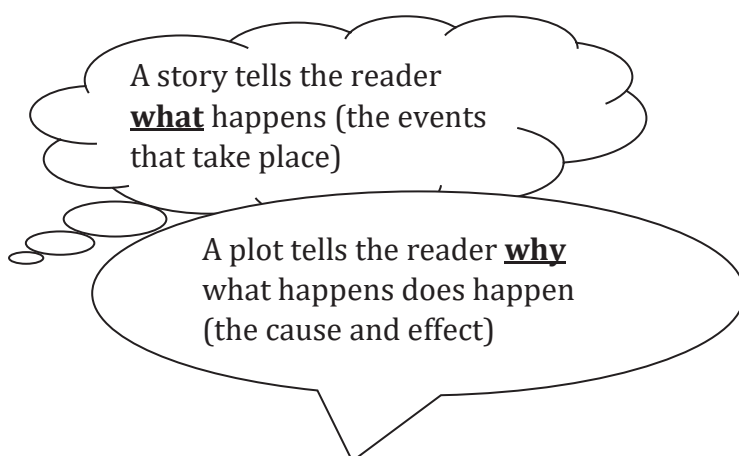 A story tells the reader
what happens (the events
that take place)
A plot tells the reader why
what happens does happen
(the cause and effect)